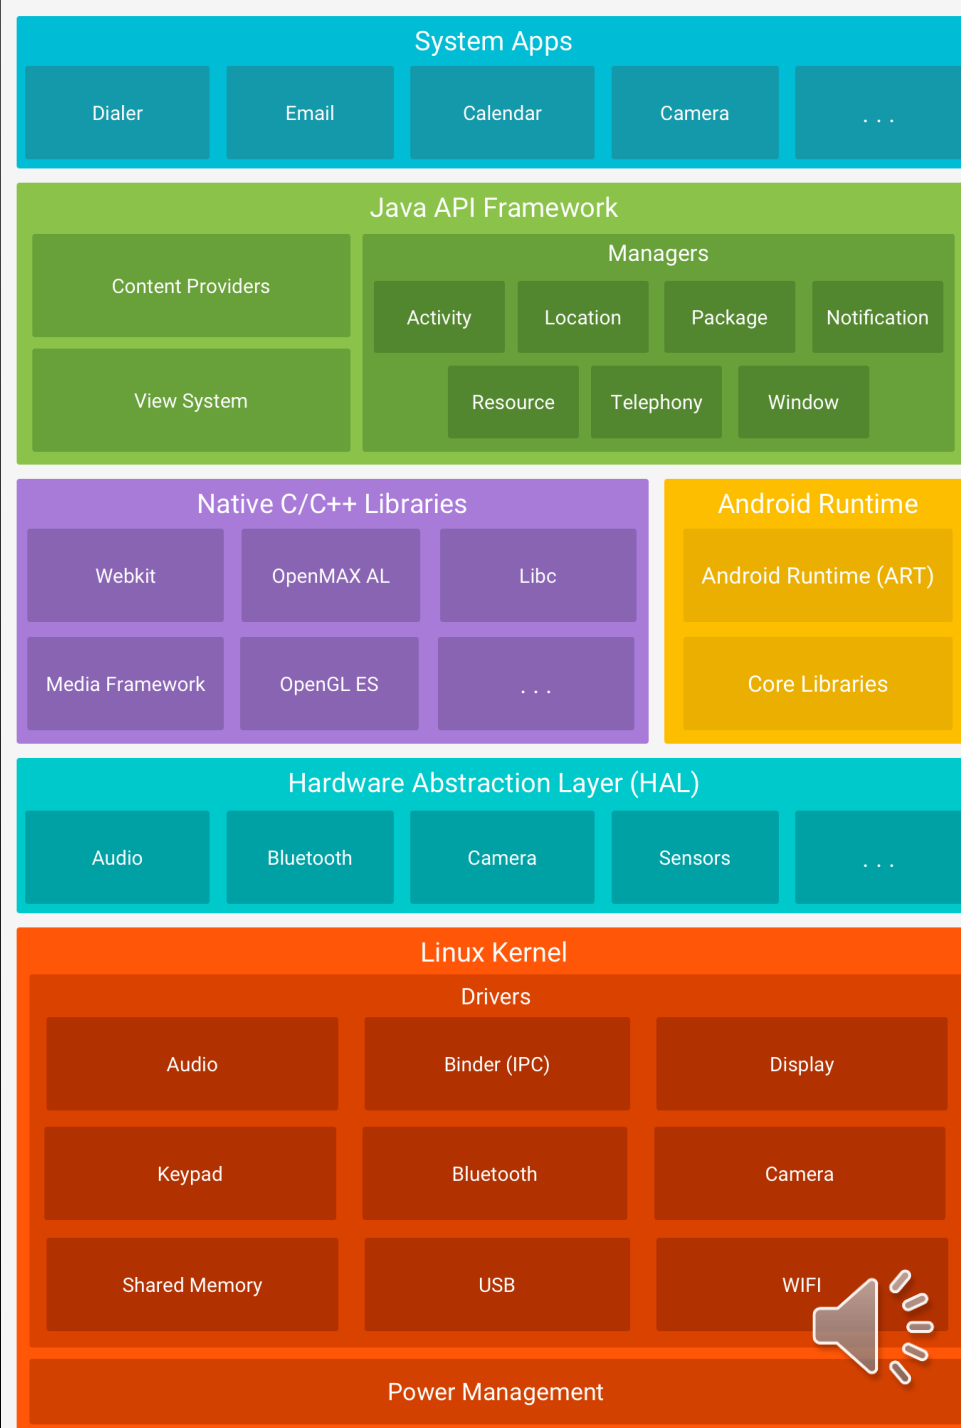 System Apps
Dialer
Email
Calendar
Camera
. . .
Java API Framework
Content Providers
View System
Managers
Activity
Location
Package
Notification
Resource
Telephony
Window
Native C/C++ Libraries
Webkit
OpenMAX AL
Libc
Media Framework
OpenGL ES
. . .
Android Runtime
Android Runtime (ART)
Core Libraries
Hardware Abstraction Layer (HAL)
Audio
Bluetooth
Camera
Sensors
. . .
Linux Kernel
Drivers
Audio
Binder (IPC)
Display
Keypad
Bluetooth
Camera
Shared Memory
USB
WIFI
Power Management